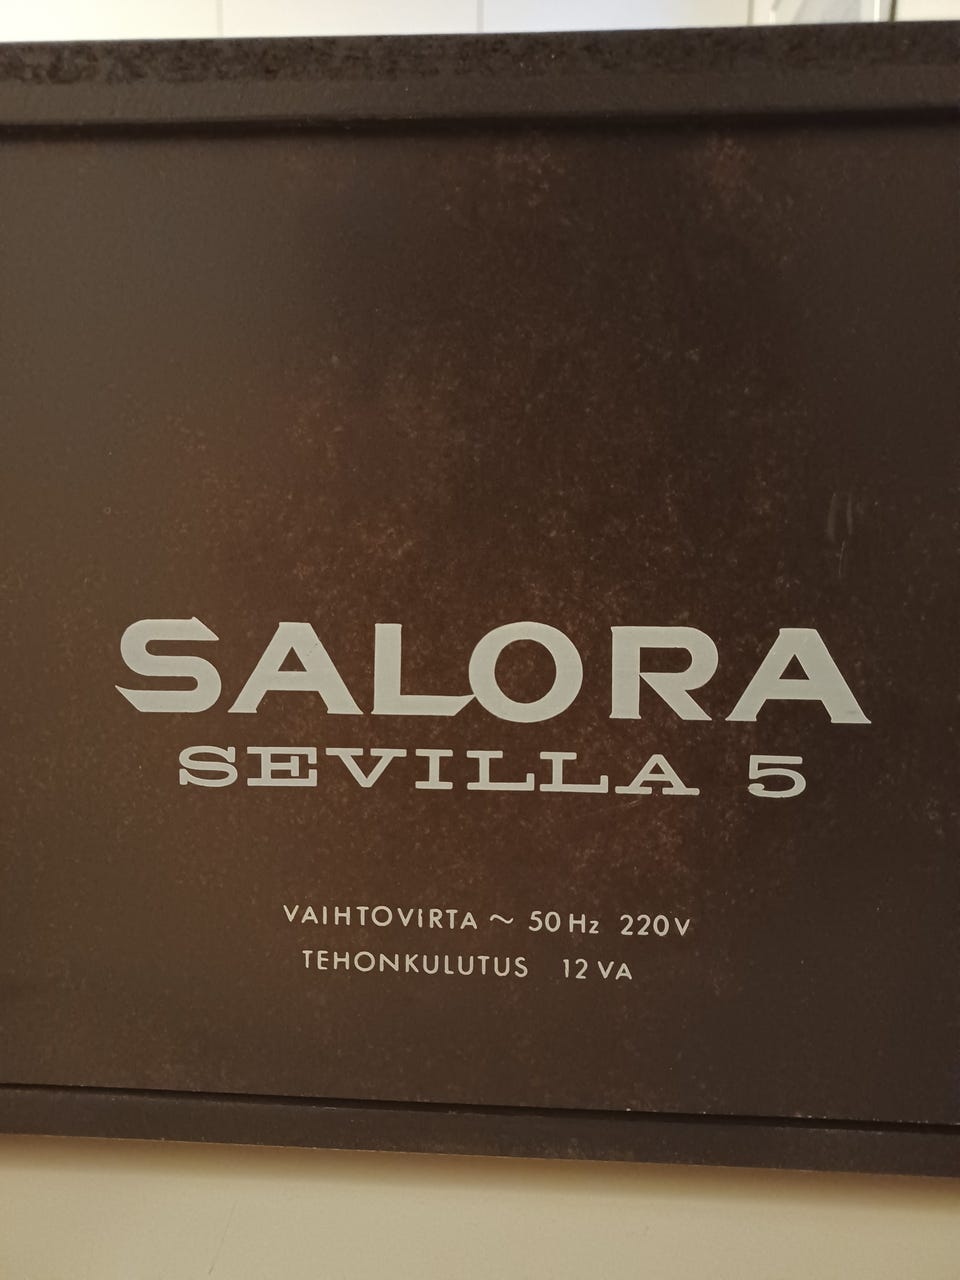 SALORA
SEVILLA 5
VAIHTOVIRTA ~ 50 Hz 220 V
TEHONKULUTUS 12 VA